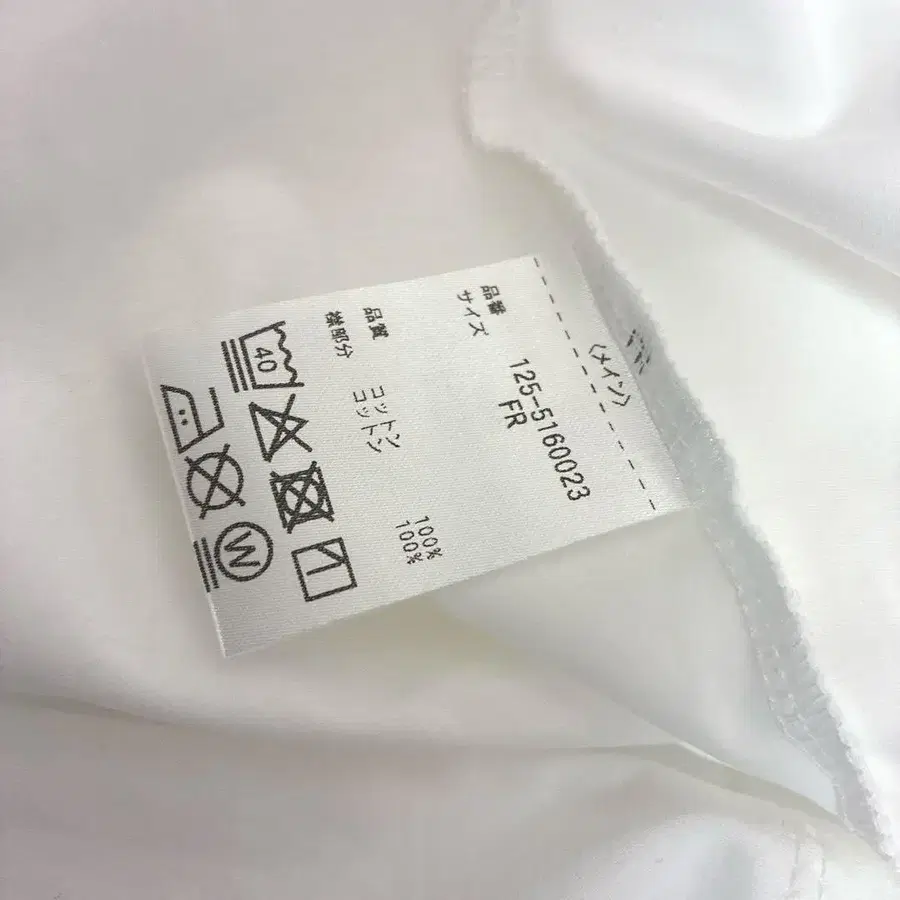 〈メイン〉
品番 125-5160023
サイズ FR
品質 コットン 100%
襟部分 コットン 100%
40
W